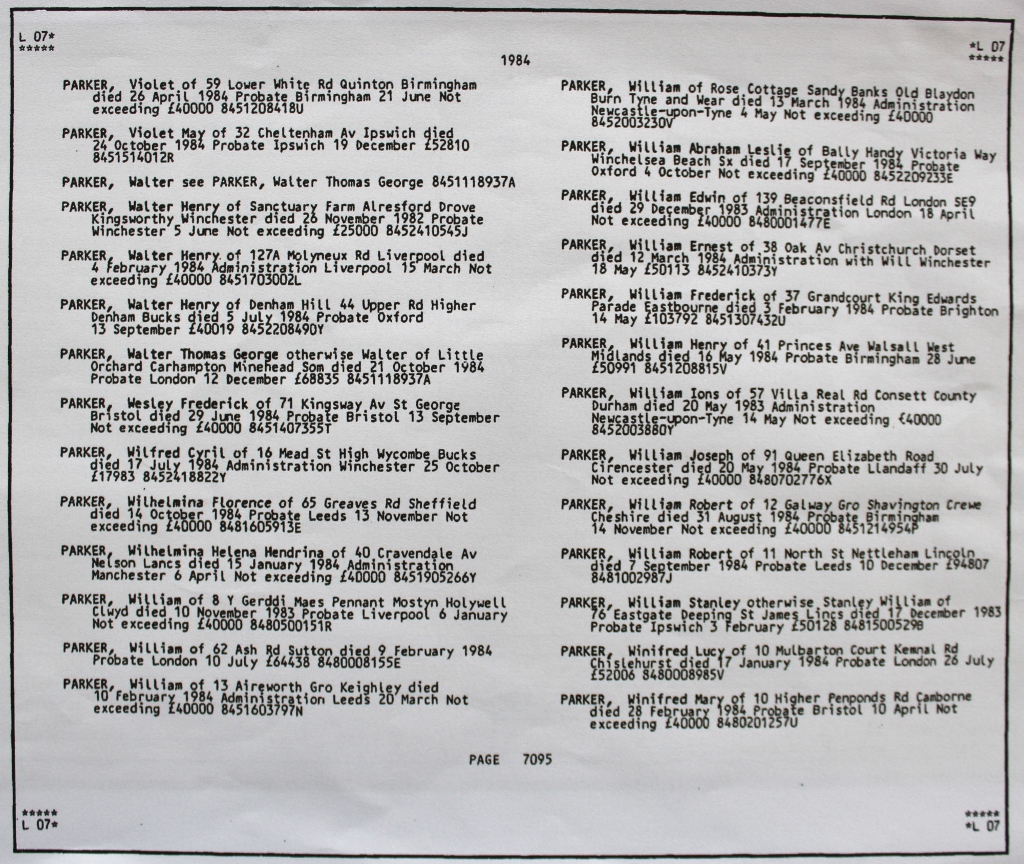 L 07*
*****
*L 07
*****
1984
PARKER, Violet of 59 Lower White Rd Quinton Birmingham
died 26 April 1984 Probate Birmingham 21 June Not
exceeding £40000 8451208418U
PARKER, Violet May of 32 Cheltenham Av Ipswich died
24 October 1984 Probate Ipswich 19 December £52810
8451514012R
PARKER, Walter see PARKER, Walter Thomas George 8451118937A
PARKER, Walter Henry of Sanctuary Farm Alresford Drove
Kingsworthy Winchester died 26 November 1982 Probate
Winchester 5 June Not exceeding £25000 8452410545J
PARKER, Walter Henry of 127A Molyneux Rd Liverpool died
4 February 1984 Administration Liverpool 15 March Not
exceeding £40000 8451703002L
PARKER, Walter Henry of Denham Hill 44 Upper Rd Higher
Denham Bucks died 5 July 1984 Probate Oxford
13 September £40019 8452208490Y
PARKER, Walter Thomas George otherwise Walter of Little
Orchard Carhampton Minehead Som died 21 October 1984
Probate London 12 December £68835 8451118937A
PARKER, Wesley Frederick of 71 Kingsway Av St George
Bristol died 29 June 1984 Probate Bristol 13 September
Not exceeding £40000 8451407355T
PARKER, Wilfred Cyril of 16 Mead St High Wycombe Bucks
died 17 July 1984 Administration Winchester 25 October
£17983 8452418822Y
PARKER, Wilhelmina Florence of 65 Greaves Rd Sheffield
died 14 October 1984 Probate Leeds 13 November Not
exceeding £40000 8481605913E
PARKER, Wilhelmina Helena Hendrina of 40 Cravendale Av
Nelson Lancs died 15 January 1984 Administration
Manchester 6 April Not exceeding £40000 8451905266Y
PARKER, William of 8 Y Gerddi Maes Pennant Mostyn Holywell
Clwyd died 10 November 1983 Probate Liverpool 6 January
Not exceeding £40000 8480500151R
PARKER, William of 62 Ash Rd Sutton died 9 February 1984
Probate London 10 July £64438 8480008155E
PARKER, William of 13 Aireworth Gro Keighley died
10 February 1984 Administration Leeds 20 March Not
exceeding £40000 8451603797N
PARKER, William of Rose Cottage Sandy Banks Old Blaydon
Burn Tyne and Wear died 13 March 1984 Administration
Newcastle-upon-Tyne 4 May Not exceeding £40000
8452003230V
PARKER, William Abraham Leslie of Bally Handy Victoria Way
Winchelsea Beach Sx died 17 September 1984 Probate
Oxford 4 October Not exceeding £40000 8452209233E
PARKER, William Edwin of 139 Beaconsfield Rd London SE9
died 29 December 1983 Administration London 18 April
Not exceeding £40000 8480001477E
PARKER, William Ernest of 38 Oak Av Christchurch Dorset
died 12 March 1984 Administration with Will Winchester
18 May £50113 8452410373Y
PARKER, William Frederick of 37 Grandcourt King Edwards
Parade Eastbourne died 3 February 1984 Probate Brighton
14 May £103792 8451307432U
PARKER, William Henry of 41 Princes Ave Walsall West
Midlands died 16 May 1984 Probate Birmingham 28 June
£50991 8451208815V
PARKER, William Ions of 57 Villa Real Rd Consett County
Durham died 20 May 1983 Administration
Newcastle-upon-Tyne 14 May Not exceeding £40000
8452003880Y
PARKER, William Joseph of 91 Queen Elizabeth Road
Cirencester died 20 May 1984 Probate Llandaff 30 July
Not exceeding £40000 8480702776X
PARKER, William Robert of 12 Galway Gro Shavington Crewe
Cheshire died 31 August 1984 Probate Birmingham
14 November Not exceeding £40000 8451214954P
PARKER, William Robert of 11 North St Nettleham Lincoln
died 7 September 1984 Probate Leeds 10 December £94807
8481002987J
PARKER, William Stanley otherwise Stanley William of
76 Eastgate Deeping St James Lincs died 17 December 1983
Probate Ipswich 3 February £50128 8481500529B
PARKER, Winifred Lucy of 10 Mulbarton Court Kemnal Rd
Chislehurst died 17 January 1984 Probate London 26 July
£52006 8480008985V
PARKER, Winifred Mary of 10 Higher Penponds Rd Camborne
died 28 February 1984 Probate Bristol 10 April Not
exceeding £40000 8480201257U
PAGE 7095
*****
L 07*
*****
*L 07